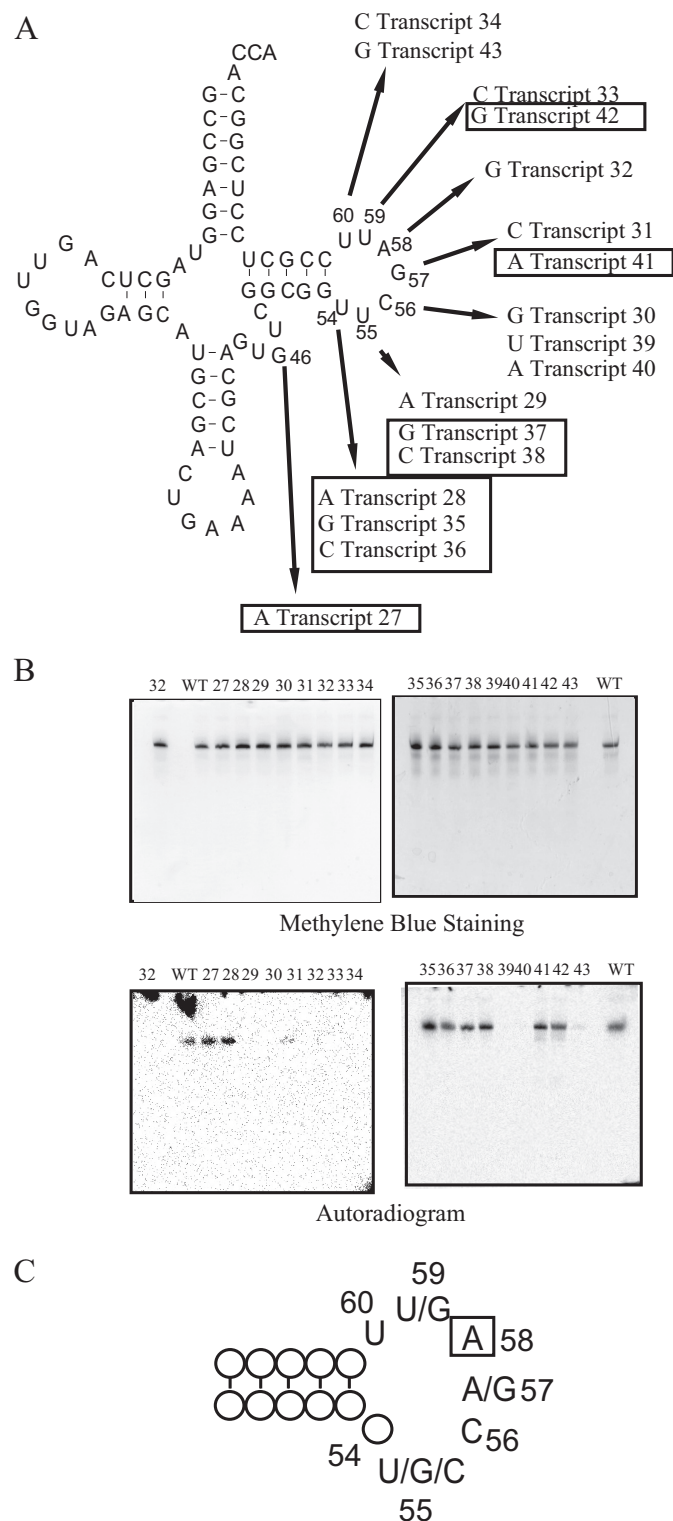 A
C Transcript 34
G Transcript 43
C Transcript 33
G Transcript 42
G Transcript 32
C Transcript 31
A Transcript 41
G Transcript 30
U Transcript 39
A Transcript 40
A Transcript 29
G Transcript 37
C Transcript 38
A Transcript 28
G Transcript 35
C Transcript 36
A Transcript 27
CCA
A
G C
C G
C G
G C
A U
G C
G C
U
A
G A C U C G
U U G G U A G A G C A
U C G C C
G G C G G
U U A G C U U
60 59 58 57 56 55 54
C U G 46
U G
U A
G C
C G
G C
A U
C A
U A
G A A
B
32 WT 27 28 29 30 31 32 33 34
35 36 37 38 39 40 41 42 43 WT
Methylene Blue Staining
32 WT 27 28 29 30 31 32 33 34
35 36 37 38 39 40 41 42 43 WT
Autoradiogram
C
59
60 U/G
U A 58
A/G 57
C 56
54
U/G/C
55